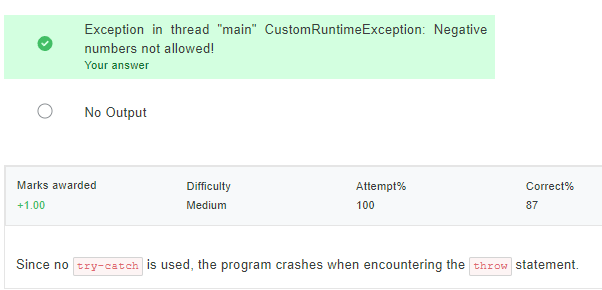 Exception in thread "main" CustomRuntimeException: Negative
numbers not allowed!
Your answer
No Output
Marks awarded Difficulty Attempt% Correct%
+1.00 Medium 100 87
Since no try-catch is used, the program crashes when encountering the throw statement.